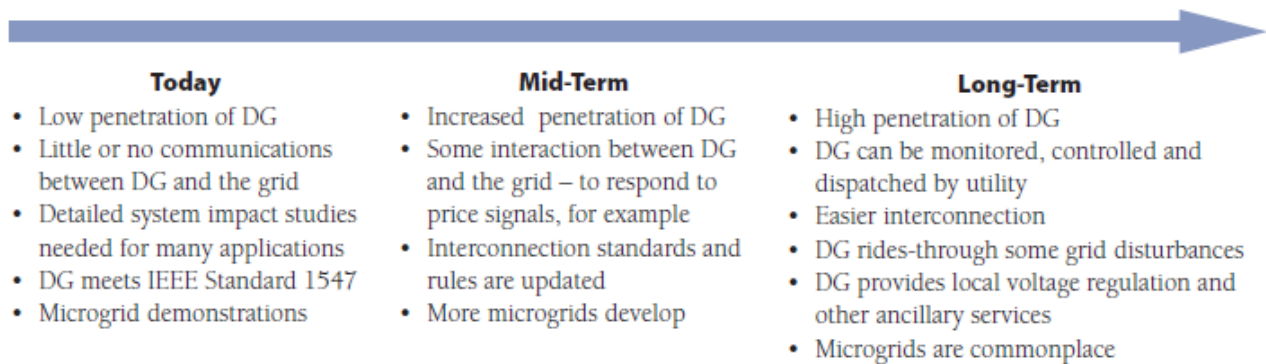 Today
• Low penetration of DG
• Little or no communications
between DG and the grid
• Detailed system impact studies
needed for many applications
• DG meets IEEE Standard 1547
• Microgrid demonstrations
Mid-Term
• Increased penetration of DG
• Some interaction between DG
and the grid – to respond to
price signals, for example
• Interconnection standards and
rules are updated
• More microgrids develop
Long-Term
• High penetration of DG
• DG can be monitored, controlled and
dispatched by utility
• Easier interconnection
• DG rides-through some grid disturbances
• DG provides local voltage regulation and
other ancillary services
• Microgrids are commonplace